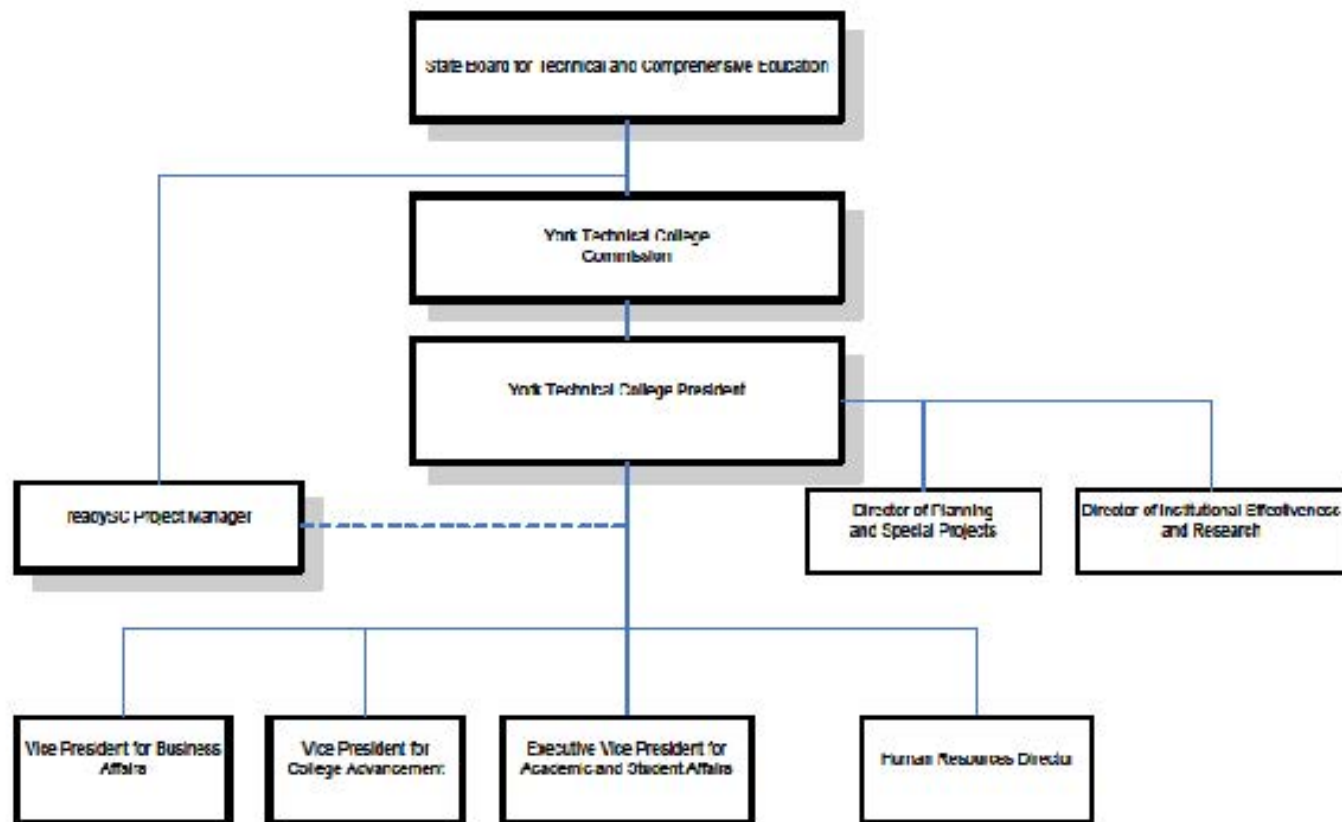 State Board for Technical and Comprehensive Education
York Technical College
Commission
York Technical College President
readySC Project Manager
Director of Planning
and Special Projects
Director of Institutional Effectiveness
and Research
Vice President for Business
Affairs
Vice President for
College Advancement
Executive Vice President for
Academic and Student Affairs
Human Resources Director